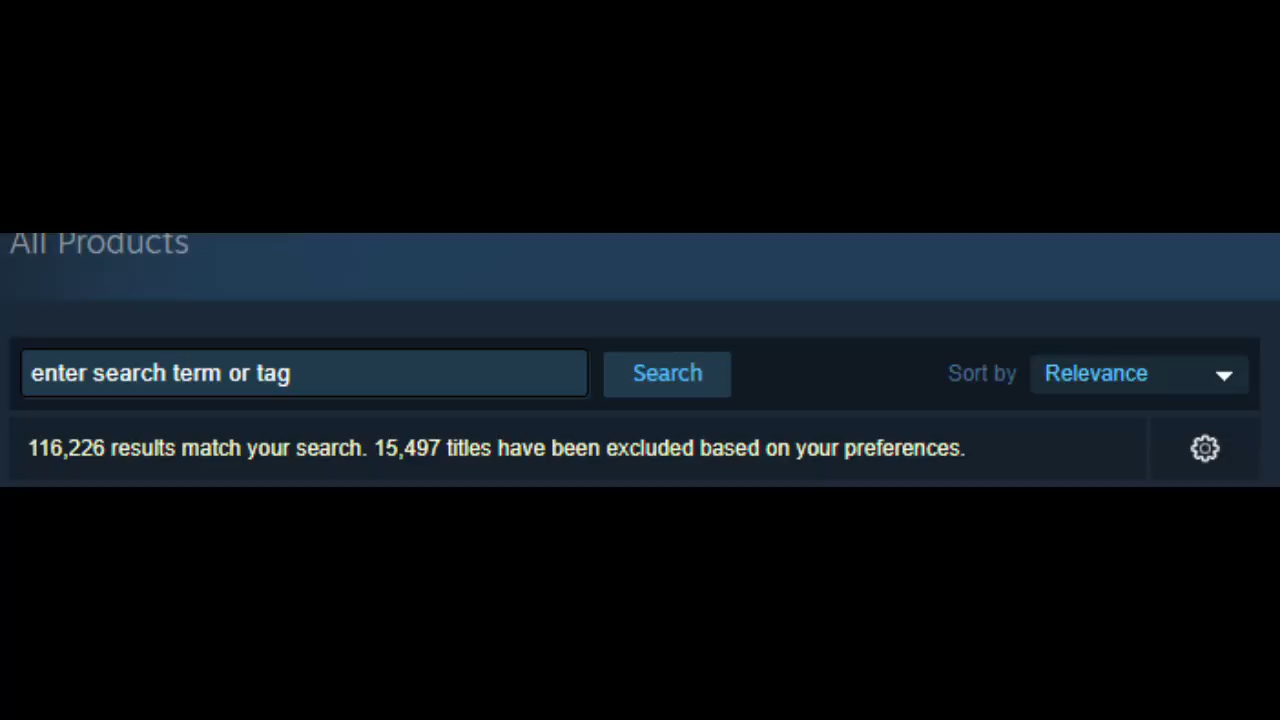 All Products
enter search term or tag
Search
Sort by
Relevance
116,226 results match your search. 15,497 titles have been excluded based on your preferences.